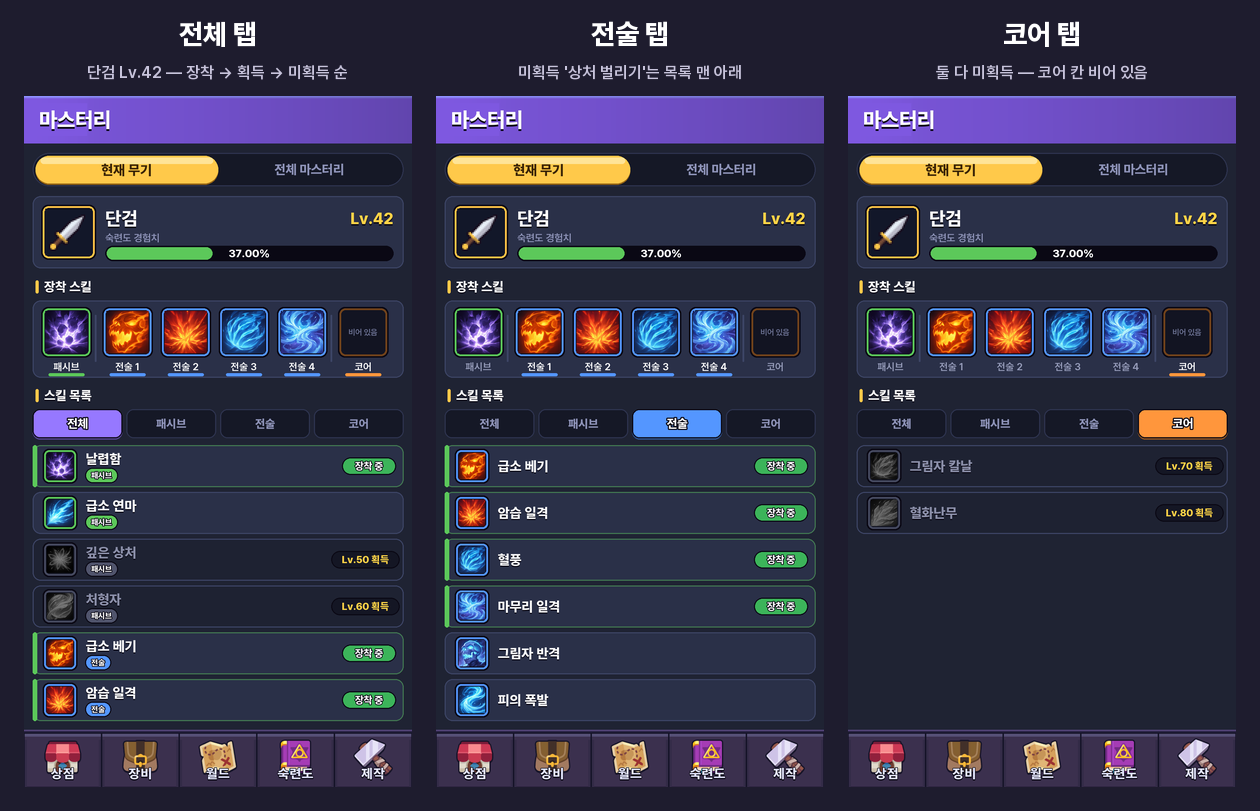 전체 탭
단검 Lv.42 — 장착 → 획득 → 미획득 순
마스터리
현재 무기
전체 마스터리
단검
Lv.42
숙련도 경험치
37.00%
장착 스킬
비어 있음
패시브
전술 1
전술 2
전술 3
전술 4
코어
스킬 목록
전체
패시브
전술
코어
날렵함
패시브
장착 중
급소 연마
패시브
깊은 상처
패시브
Lv.50 획득
처형자
패시브
Lv.60 획득
급소 베기
전술
장착 중
암습 일격
전술
장착 중
상점
장비
월드
숙련도
제작
전술 탭
미획득 '상처 벌리기'는 목록 맨 아래
마스터리
현재 무기
전체 마스터리
단검
Lv.42
숙련도 경험치
37.00%
장착 스킬
비어 있음
패시브
전술 1
전술 2
전술 3
전술 4
코어
스킬 목록
전체
패시브
전술
코어
급소 베기
장착 중
암습 일격
장착 중
혈풍
장착 중
마무리 일격
장착 중
그림자 반격
피의 폭발
상점
장비
월드
숙련도
제작
코어 탭
둘 다 미획득 — 코어 칸 비어 있음
마스터리
현재 무기
전체 마스터리
단검
Lv.42
숙련도 경험치
37.00%
장착 스킬
비어 있음
패시브
전술 1
전술 2
전술 3
전술 4
코어
스킬 목록
전체
패시브
전술
코어
그림자 칼날
Lv.70 획득
혈화난무
Lv.80 획득
상점
장비
월드
숙련도
제작